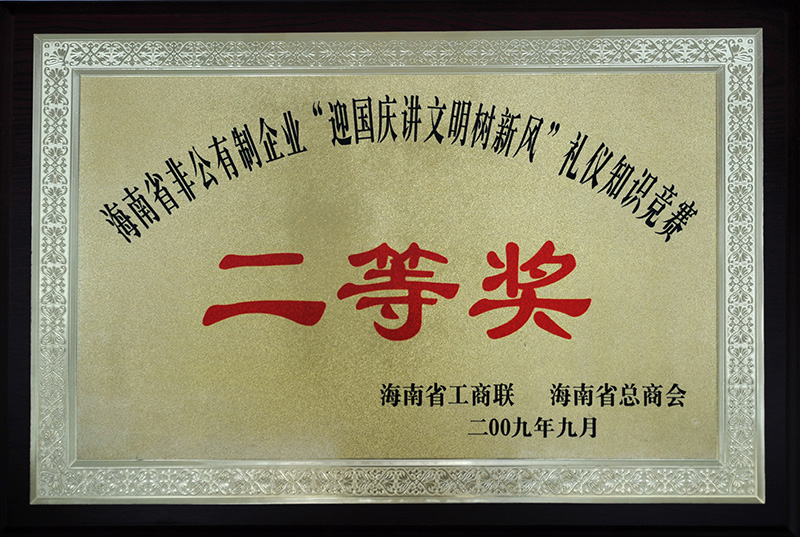 海南省非公有制企业“迎国庆讲文明树新风”礼仪知识竞赛
二等奖
海南省工商联 海南省总商会
二00九年九月